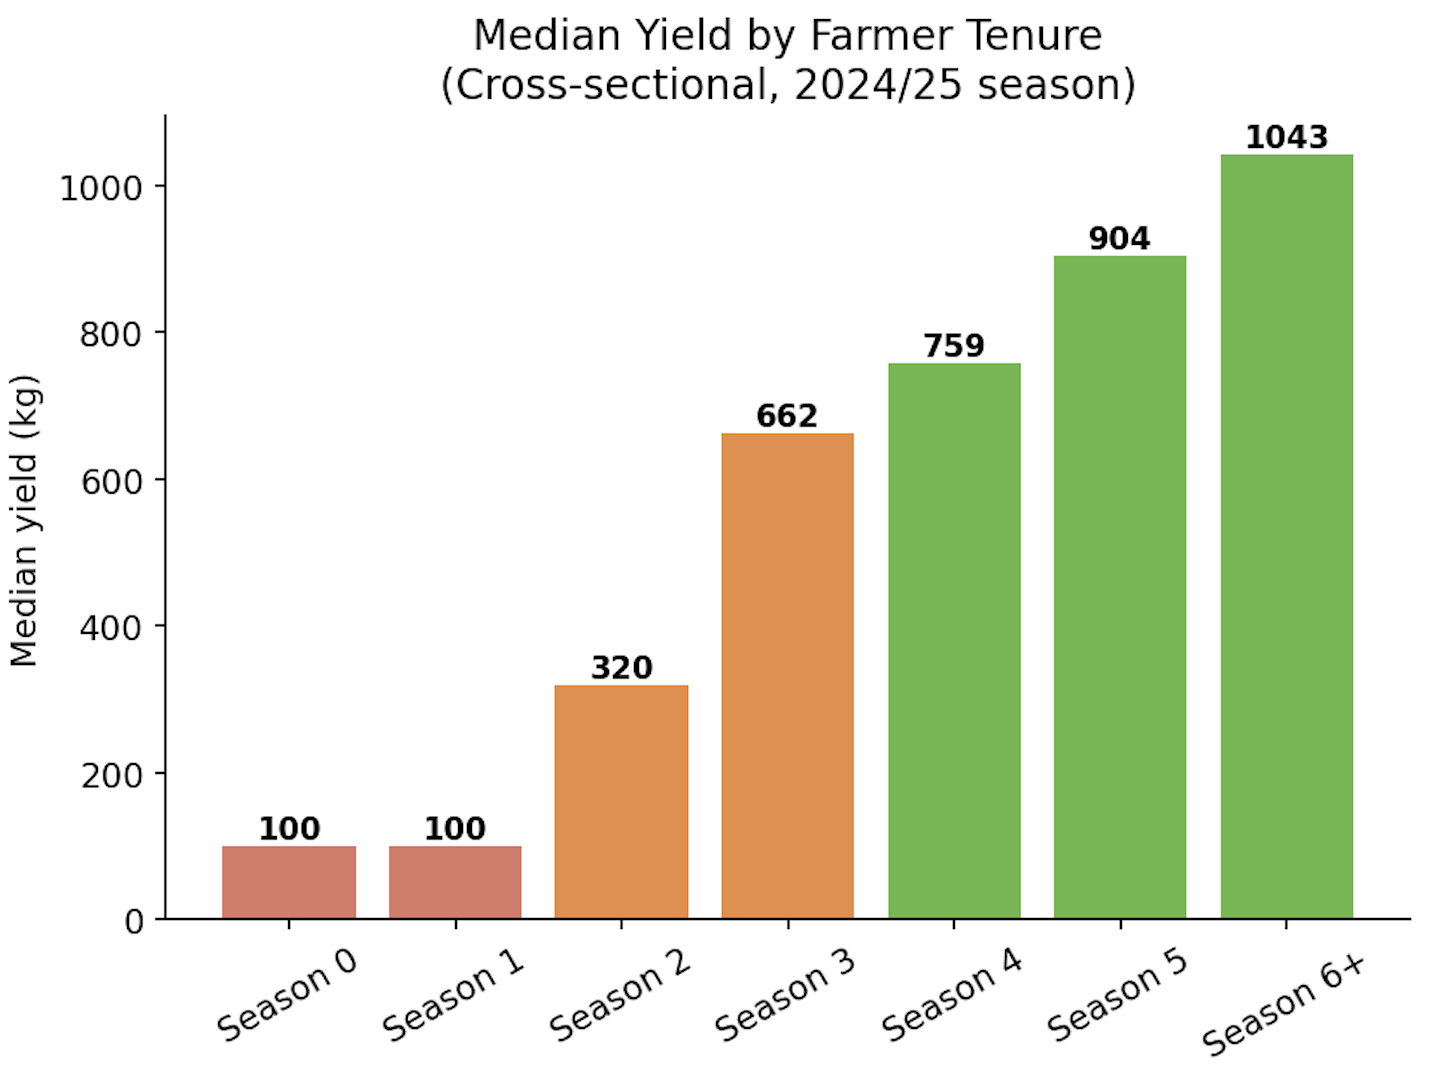 Median Yield by Farmer Tenure
(Cross-sectional, 2024/25 season)
Median yield (kg)
1000
800
600
400
200
0
100
100
320
662
759
904
1043
Season 0
Season 1
Season 2
Season 3
Season 4
Season 5
Season 6+